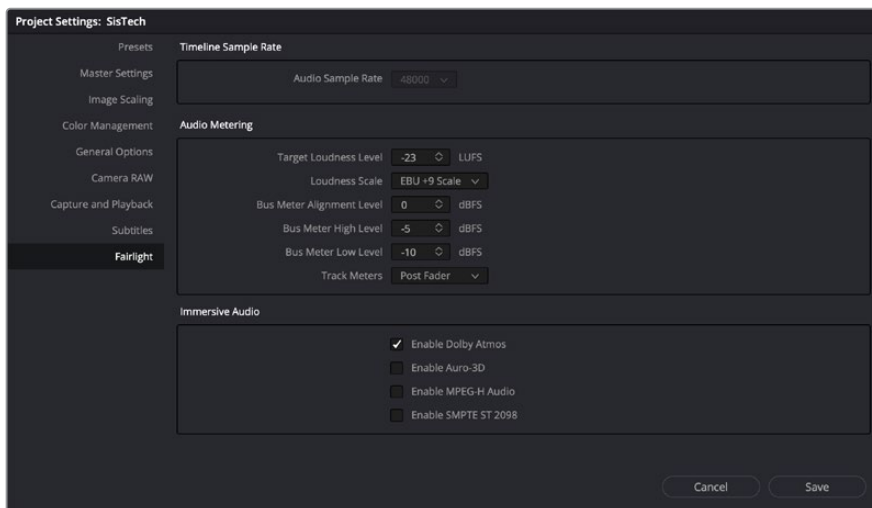 Project Settings: SisTech
Presets
Master Settings
Image Scaling
Color Management
General Options
Camera RAW
Capture and Playback
Subtitles
Fairlight
Timeline Sample Rate
Audio Sample Rate 48000
Audio Metering
Target Loudness Level -23 LUFS
Loudness Scale EBU +9 Scale
Bus Meter Alignment Level 0 dBFS
Bus Meter High Level -5 dBFS
Bus Meter Low Level -10 dBFS
Track Meters Post Fader
Immersive Audio
Enable Dolby Atmos
Enable Auro-3D
Enable MPEG-H Audio
Enable SMPTE ST 2098
Cancel Save